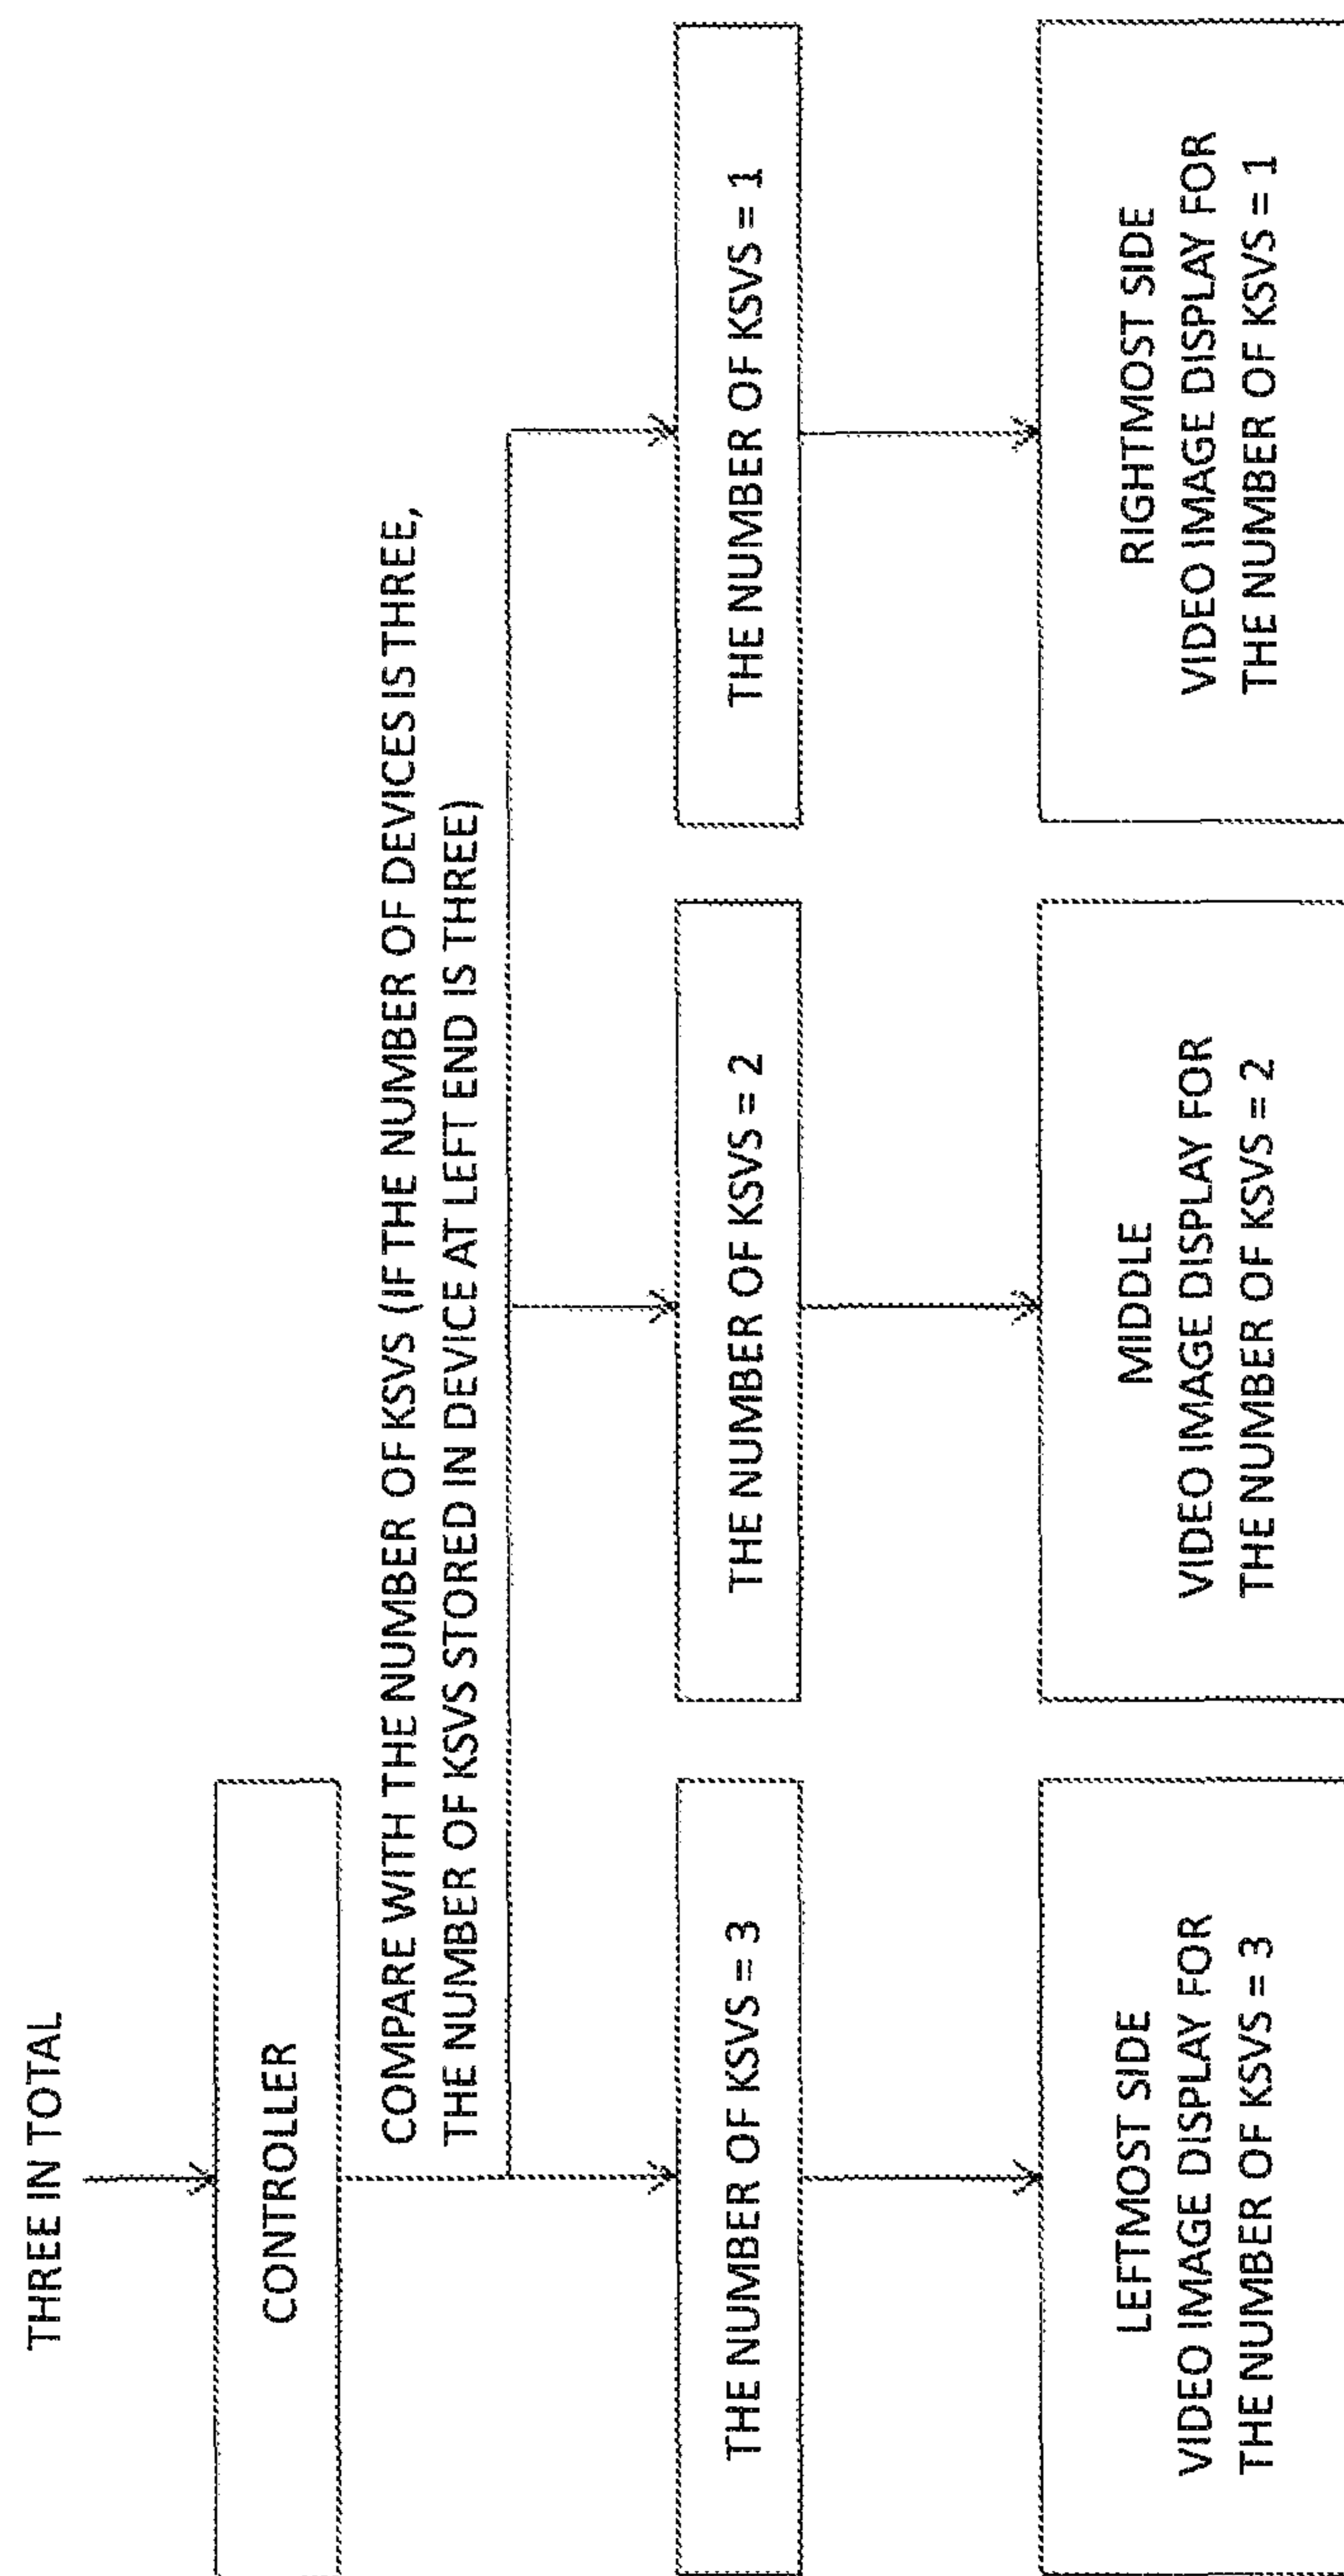 THREE IN TOTAL
CONTROLLER
COMPARE WITH THE NUMBER OF KSVS (IF THE NUMBER OF DEVICES IS THREE,
THE NUMBER OF KSVS STORED IN DEVICE AT LEFT END IS THREE)
THE NUMBER OF KSVS = 3
THE NUMBER OF KSVS = 2
THE NUMBER OF KSVS = 1
LEFTMOST SIDE
VIDEO IMAGE DISPLAY FOR
THE NUMBER OF KSVS = 3
MIDDLE
VIDEO IMAGE DISPLAY FOR
THE NUMBER OF KSVS = 2
RIGHTMOST SIDE
VIDEO IMAGE DISPLAY FOR
THE NUMBER OF KSVS = 1